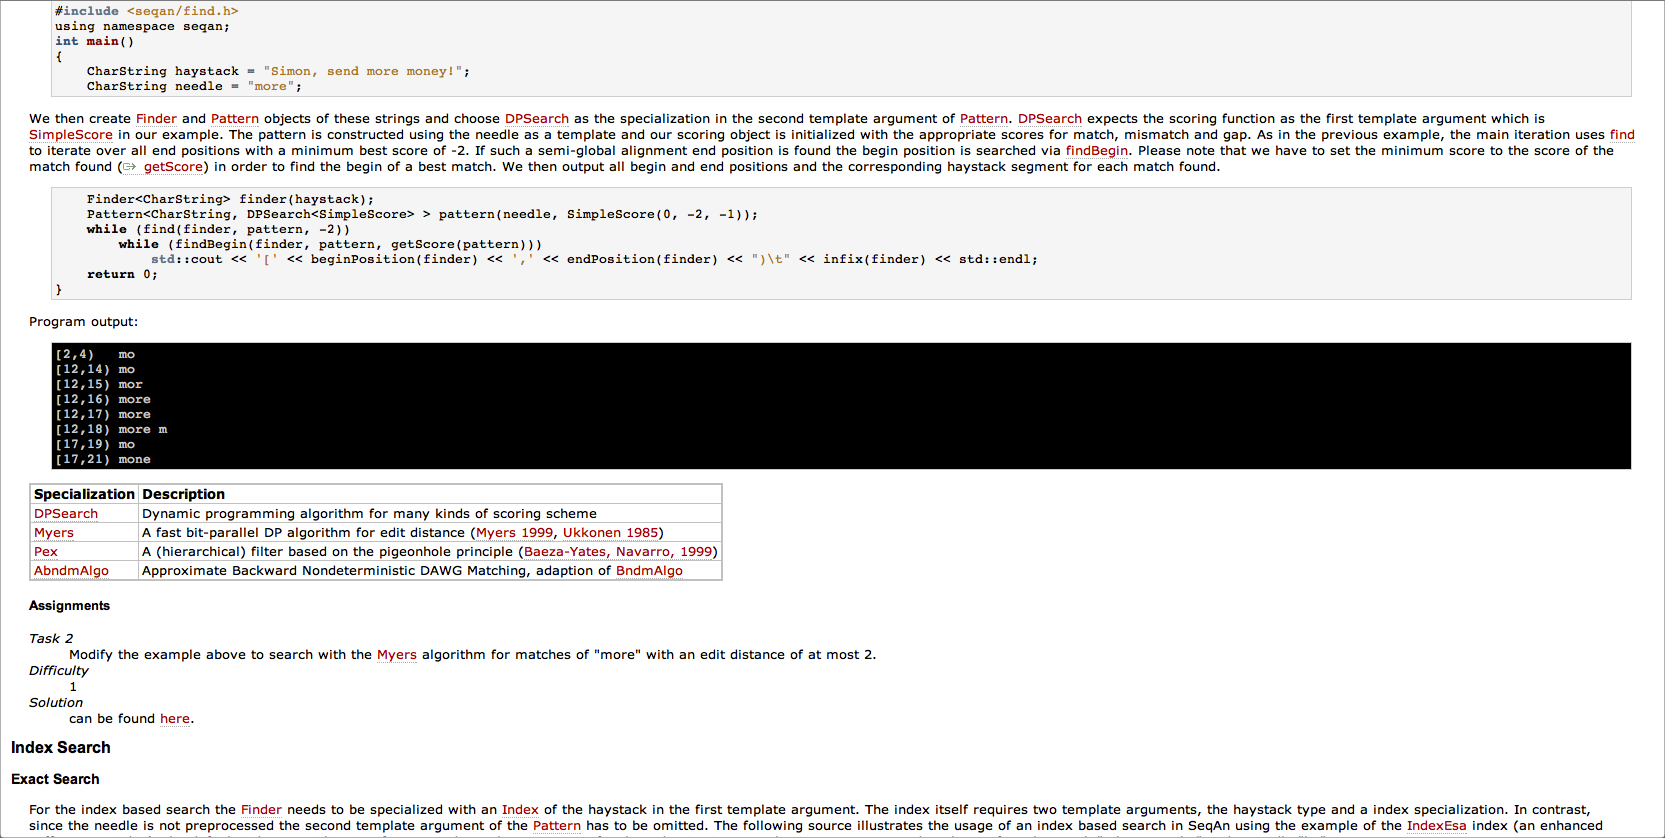 #include <seqan/find.h>
using namespace seqan;
int main()
{
    CharString haystack = "Simon, send more money!";
    CharString needle = "more";
We then create Finder and Pattern objects of these strings and choose DPSearch as the specialization in the second template argument of Pattern. DPSearch expects the scoring function as the first template argument which is
SimpleScore in our example. The pattern is constructed using the needle as a template and our scoring object is initialized with the appropriate scores for match, mismatch and gap. As in the previous example, the main iteration uses find
to iterate over all end positions with a minimum best score of -2. If such a semi-global alignment end position is found the begin position is searched via findBegin. Please note that we have to set the minimum score to the score of the
match found (getScore) in order to find the begin of a best match. We then output all begin and end positions and the corresponding haystack segment for each match found.
    Finder<CharString> finder(haystack);
    Pattern<CharString, DPSearch<SimpleScore> > pattern(needle, SimpleScore(0, -2, -1));
    while (find(finder, pattern, -2))
        while (findBegin(finder, pattern, getScore(pattern)))
            std::cout << '[' << beginPosition(finder) << ',' << endPosition(finder) << ")\t" << infix(finder) << std::endl;
    return 0;
}
Program output:
[2,4)   mo
[12,14) mo
[12,15) mor
[12,16) more
[12,17) more
[12,18) more m
[17,19) mo
[17,21) mone
Specialization Description
DPSearch Dynamic programming algorithm for many kinds of scoring scheme
Myers A fast bit-parallel DP algorithm for edit distance (Myers 1999, Ukkonen 1985)
Pex A (hierarchical) filter based on the pigeonhole principle (Baeza-Yates, Navarro, 1999)
AbndmAlgo Approximate Backward Nondeterministic DAWG Matching, adaption of BndmAlgo
Assignments
Task 2
Modify the example above to search with the Myers algorithm for matches of "more" with an edit distance of at most 2.
Difficulty
1
Solution
can be found here.
Index Search
Exact Search
For the index based search the Finder needs to be specialized with an Index of the haystack in the first template argument. The index itself requires two template arguments, the haystack type and a index specialization. In contrast,
since the needle is not preprocessed the second template argument of the Pattern has to be omitted. The following source illustrates the usage of an index based search in SeqAn using the example of the IndexEsa index (an enhanced